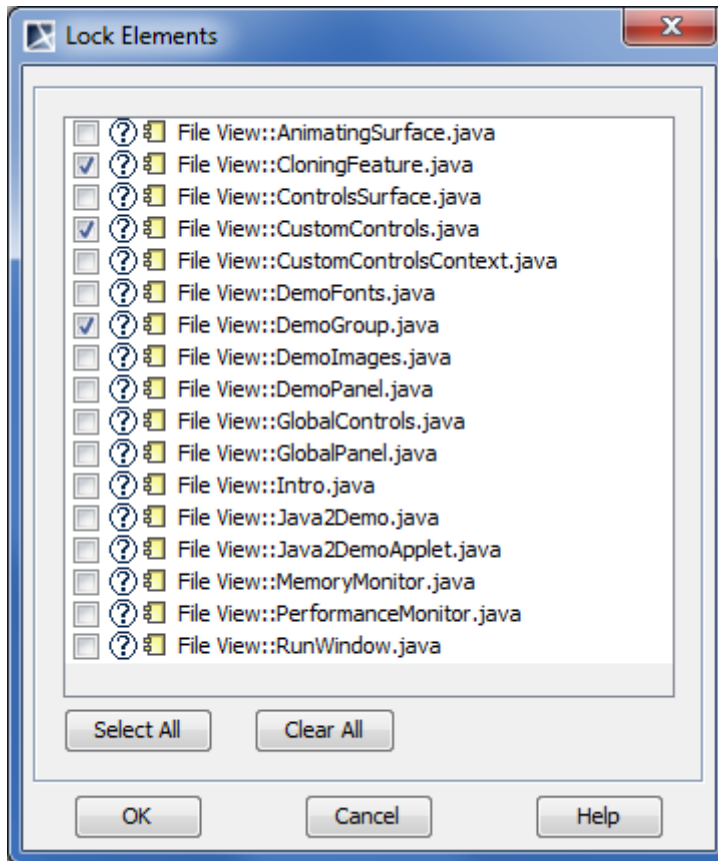 Lock Elements
File View::AnimatingSurface.java
File View::CloningFeature.java
File View::ControlsSurface.java
File View::CustomControls.java
File View::CustomControlsContext.java
File View::DemoFonts.java
File View::DemoGroup.java
File View::DemoImages.java
File View::DemoPanel.java
File View::GlobalControls.java
File View::GlobalPanel.java
File View::Intro.java
File View::Java2Demo.java
File View::Java2DemoApplet.java
File View::MemoryMonitor.java
File View::PerformanceMonitor.java
File View::RunWindow.java
Select All Clear All
OK Cancel Help